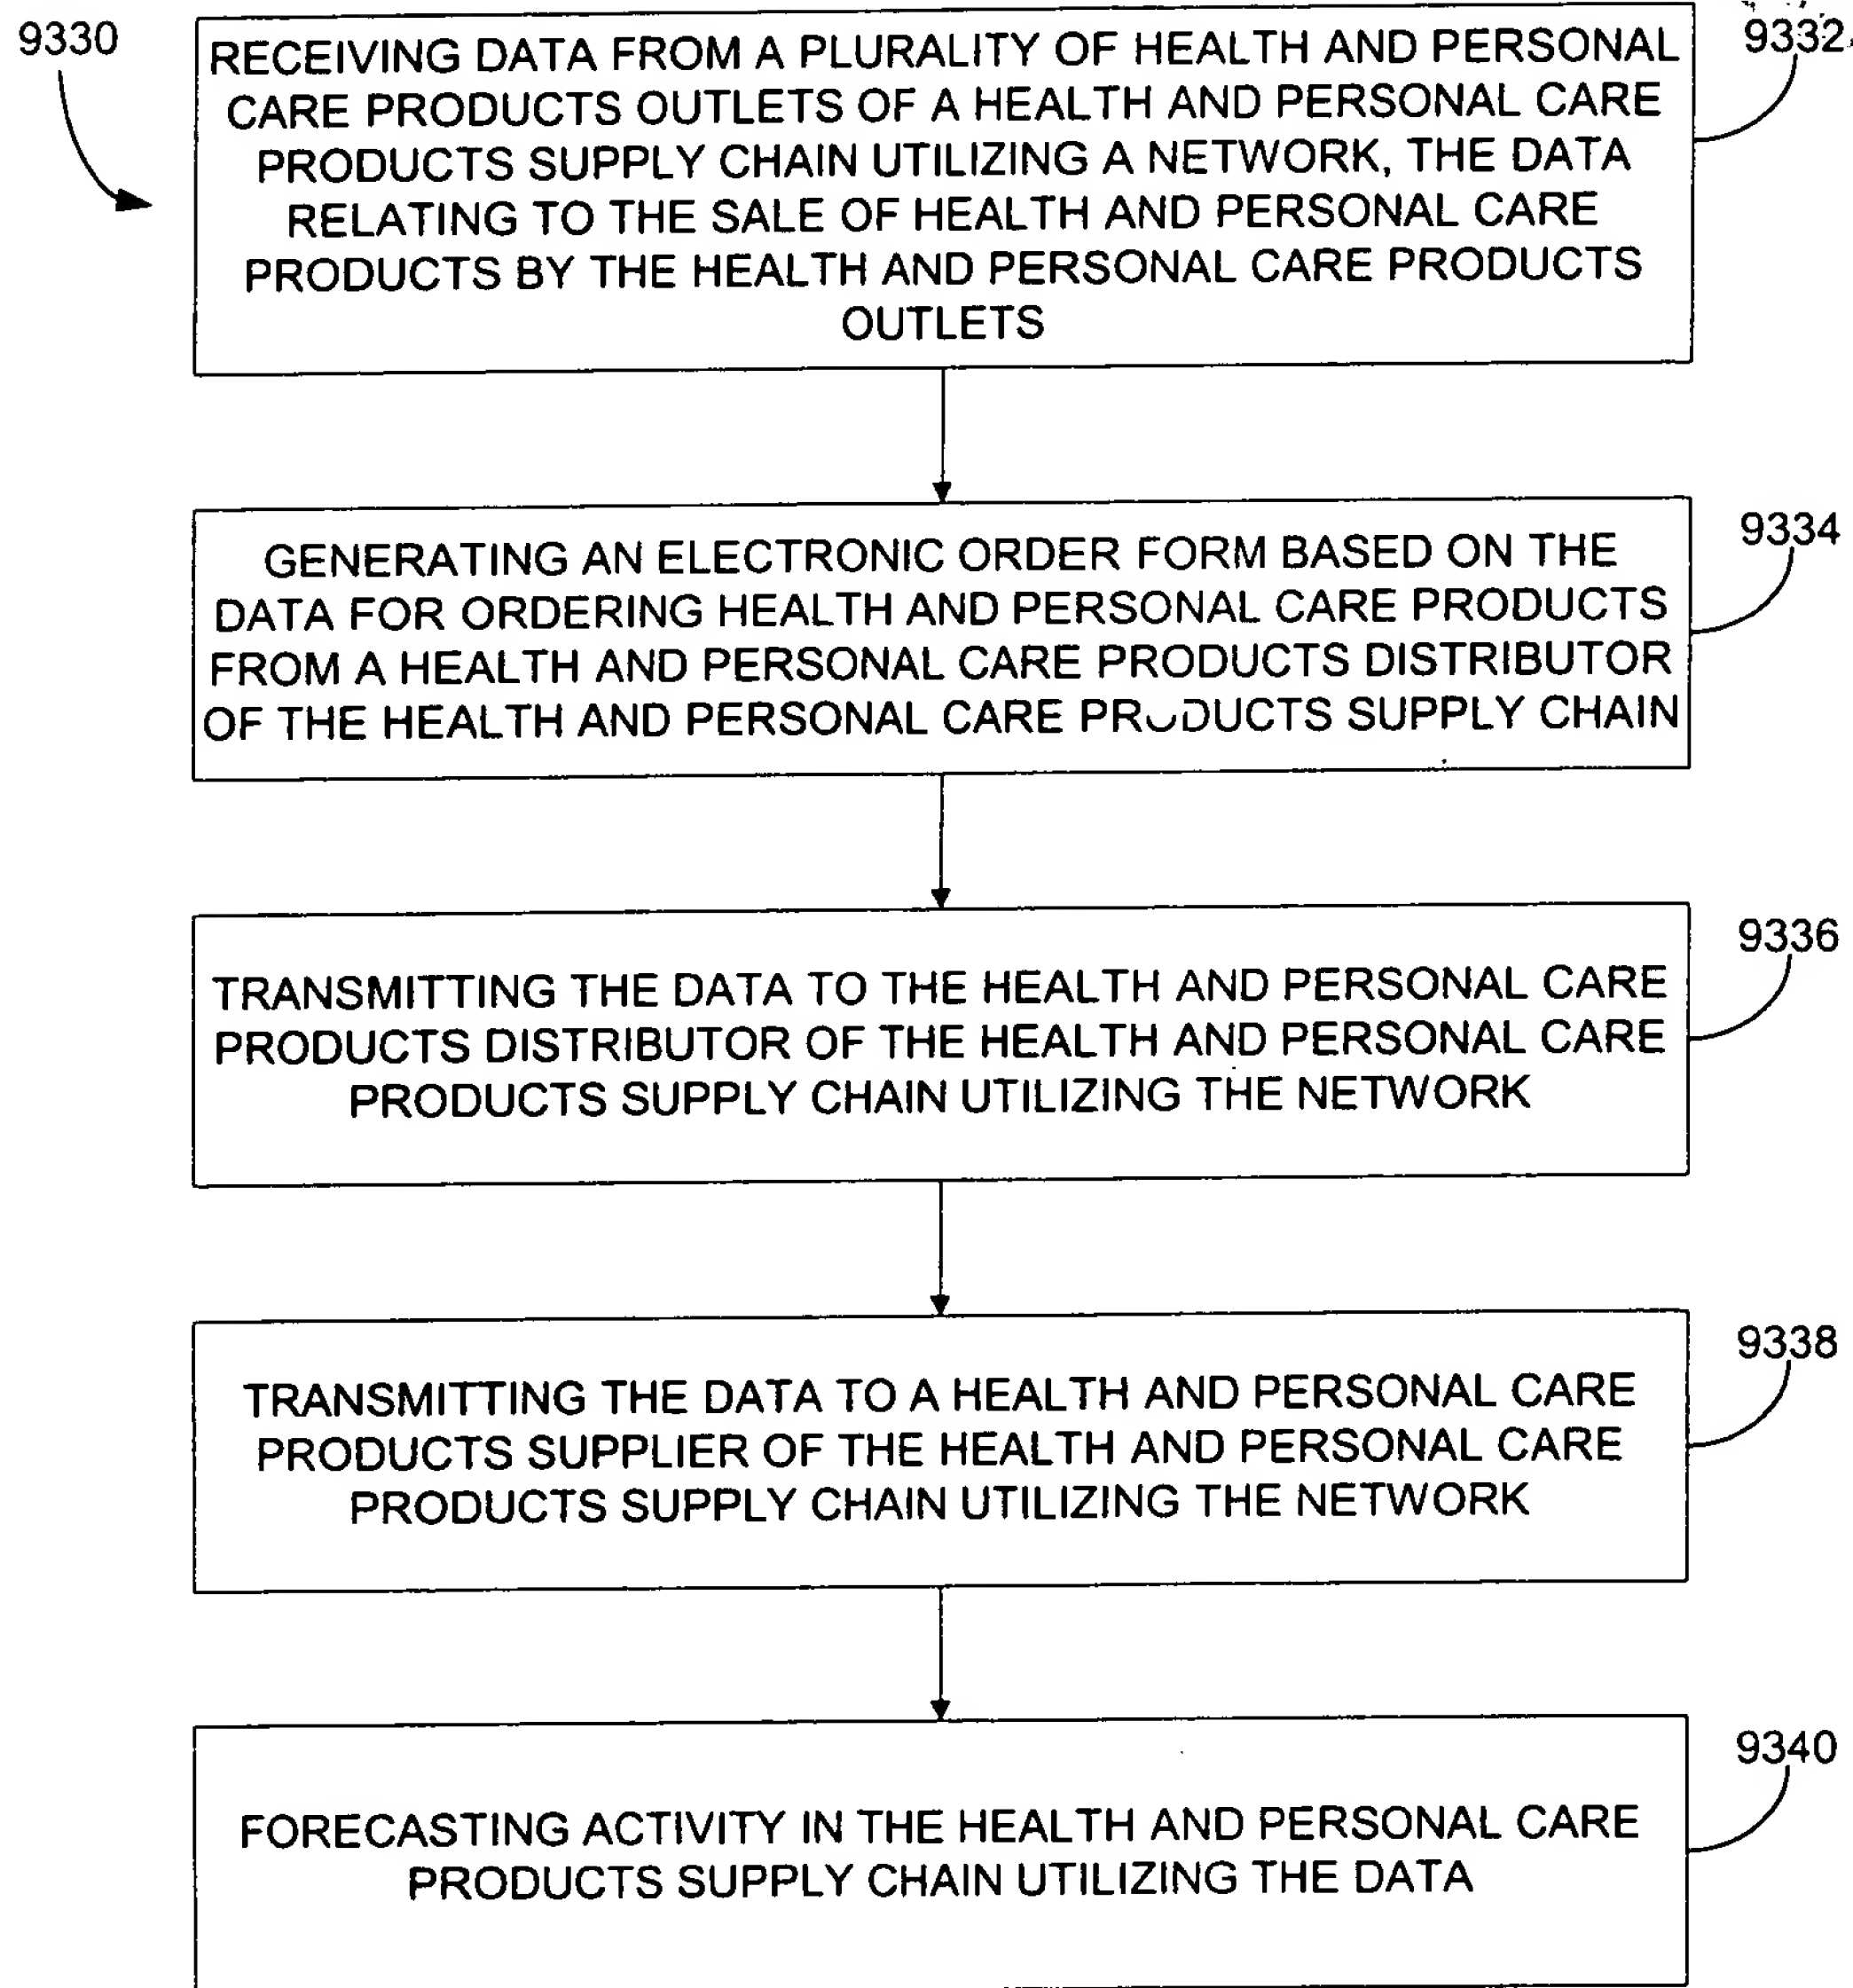 9330
RECEIVING DATA FROM A PLURALITY OF HEALTH AND PERSONAL
CARE PRODUCTS OUTLETS OF A HEALTH AND PERSONAL CARE
PRODUCTS SUPPLY CHAIN UTILIZING A NETWORK, THE DATA
RELATING TO THE SALE OF HEALTH AND PERSONAL CARE
PRODUCTS BY THE HEALTH AND PERSONAL CARE PRODUCTS
OUTLETS
9332
GENERATING AN ELECTRONIC ORDER FORM BASED ON THE
DATA FOR ORDERING HEALTH AND PERSONAL CARE PRODUCTS
FROM A HEALTH AND PERSONAL CARE PRODUCTS DISTRIBUTOR
OF THE HEALTH AND PERSONAL CARE PRODUCTS SUPPLY CHAIN
9334
TRANSMITTING THE DATA TO THE HEALTH AND PERSONAL CARE
PRODUCTS DISTRIBUTOR OF THE HEALTH AND PERSONAL CARE
PRODUCTS SUPPLY CHAIN UTILIZING THE NETWORK
9336
TRANSMITTING THE DATA TO A HEALTH AND PERSONAL CARE
PRODUCTS SUPPLIER OF THE HEALTH AND PERSONAL CARE
PRODUCTS SUPPLY CHAIN UTILIZING THE NETWORK
9338
FORECASTING ACTIVITY IN THE HEALTH AND PERSONAL CARE
PRODUCTS SUPPLY CHAIN UTILIZING THE DATA
9340